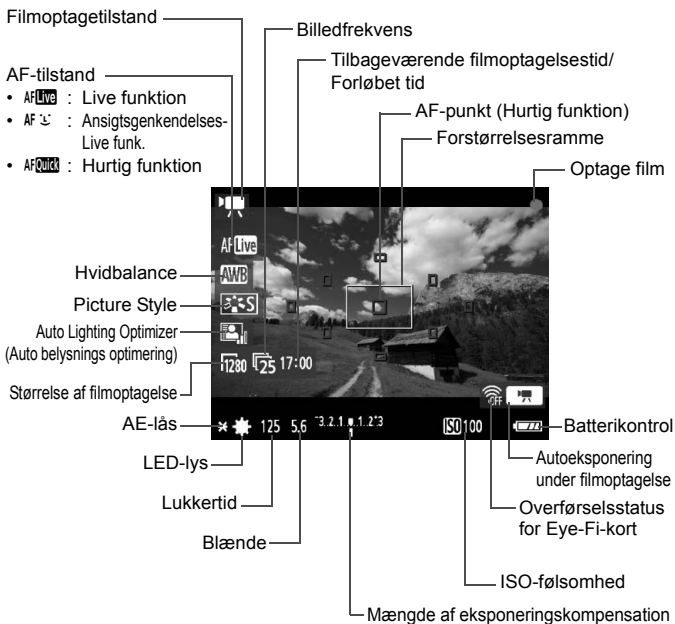 Filmoptagetilstand
Billedfrekvens
Tilbageværende filmoptagelsestid/
Forløbet tid
AF-tilstand
• AF Live : Live funktion
• AF : Ansigtsgenkendelses-
Live funk.
• AF Quick : Hurtig funktion
AF-punkt (Hurtig funktion)
Forstørrelsesramme
Optage film
AF Live
Hvidbalance
AWB
Picture Style
S
Auto Lighting Optimizer
(Auto belysnings optimering)
1280 25 17:00
Størrelse af filmoptagelse
OFF
AE-lås
125 5.6 -3..2..1..0..1..2..+3 ISO 100
Batterikontrol
LED-lys
Autoeksponering
under filmoptagelse
Lukkertid
Overførselsstatus
for Eye-Fi-kort
Blænde
ISO-følsomhed
Mængde af eksponeringskompensation